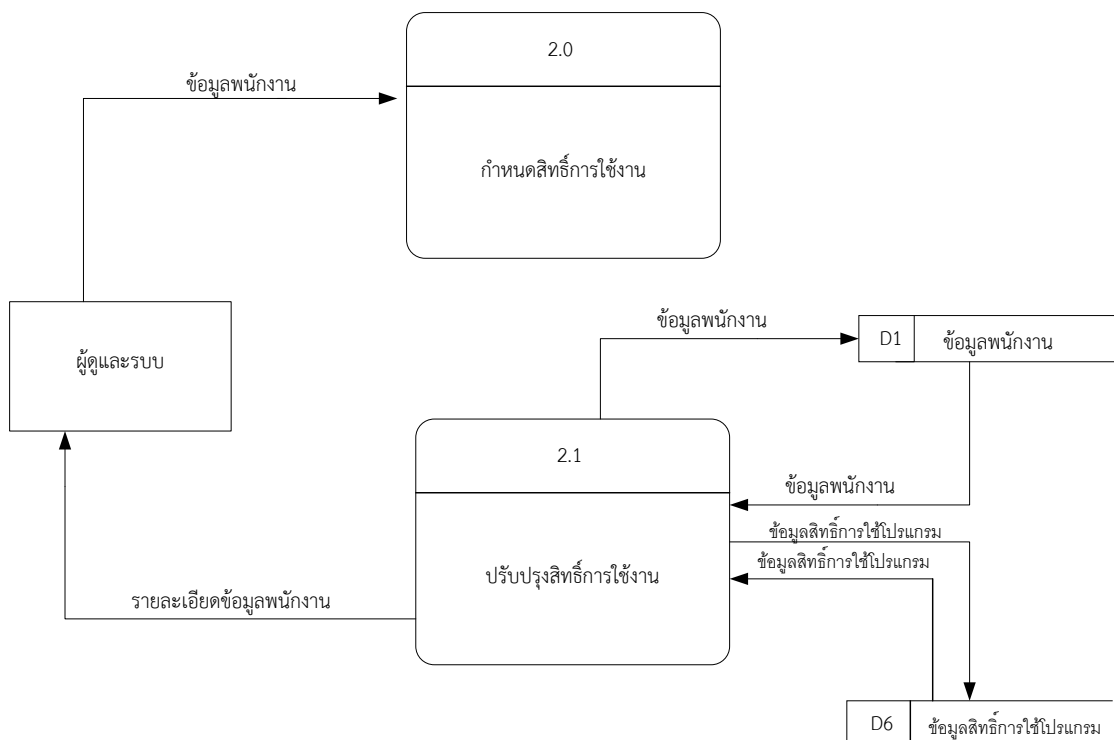 2.0
ข้อมูลพนักงาน
กำหนดสิทธิ์การใช้งาน
ข้อมูลพนักงาน
D1
ข้อมูลพนักงาน
ผู้ดูและรบบ
2.1
ข้อมูลพนักงาน
ข้อมูลสิทธิ์การใช้โปรแกรม
ข้อมูลสิทธิ์การใช้โปรแกรม
ปรับปรุงสิทธิ์การใช้งาน
รายละเอียดข้อมูลพนักงาน
D6
ข้อมูลสิทธิ์การใช้โปรแกรม